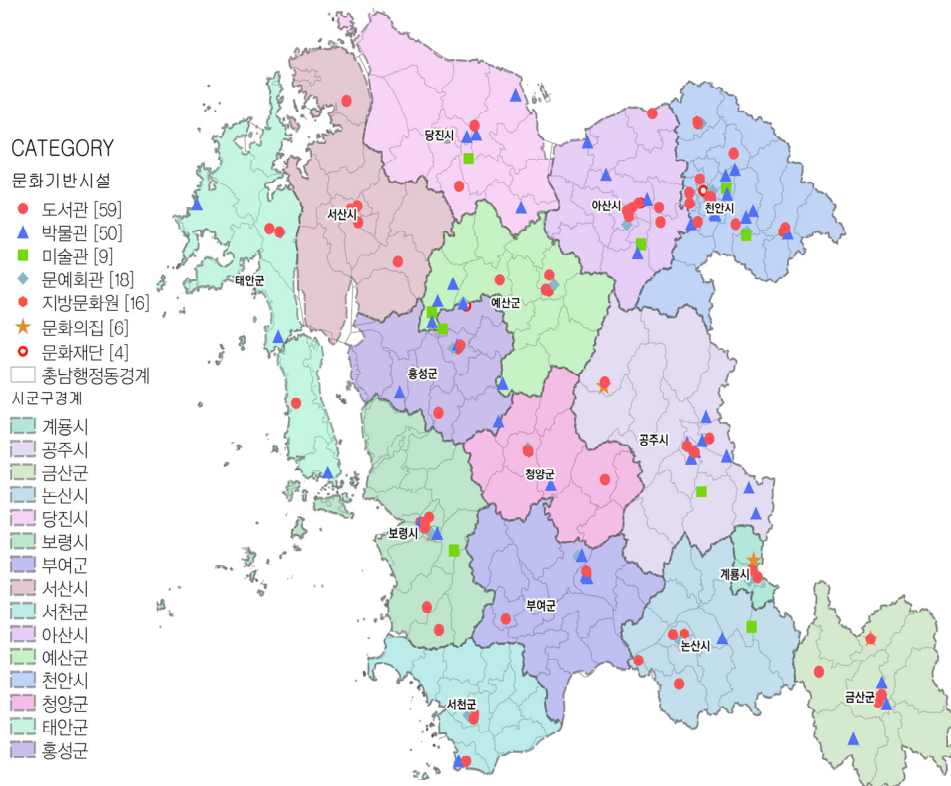 CATEGORY
문화기반시설
도서관 [59]
박물관 [50]
미술관 [9]
문예회관 [18]
지방문화원 [16]
문화의집 [6]
문화재단 [4]
충남행정동경계
시군구경계
계룡시
공주시
금산군
논산시
당진시
보령시
부여군
서산시
서천군
아산시
예산군
천안시
청양군
태안군
홍성군
당진시
아산시
천안시
서산시
태안군
예산군
홍성군
공주시
청양군
보령시
계룡시
부여군
논산시
서천군
금산군